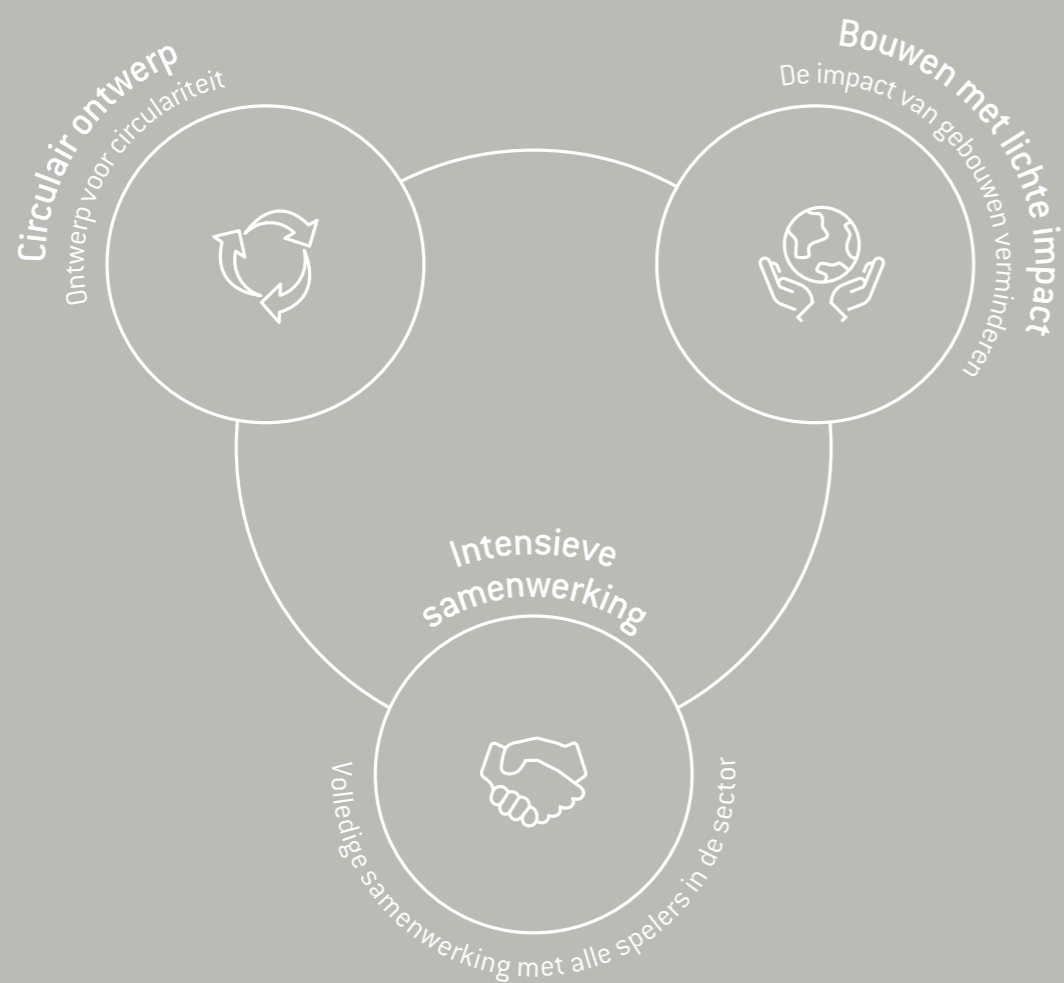 Circulair ontwerp
Ontwerp voor circulariteit
Bouwen met lichte impact
De impact van gebouwen verminderen
Intensieve
samenwerking
Volledige samenwerking met alle spelers in de sector